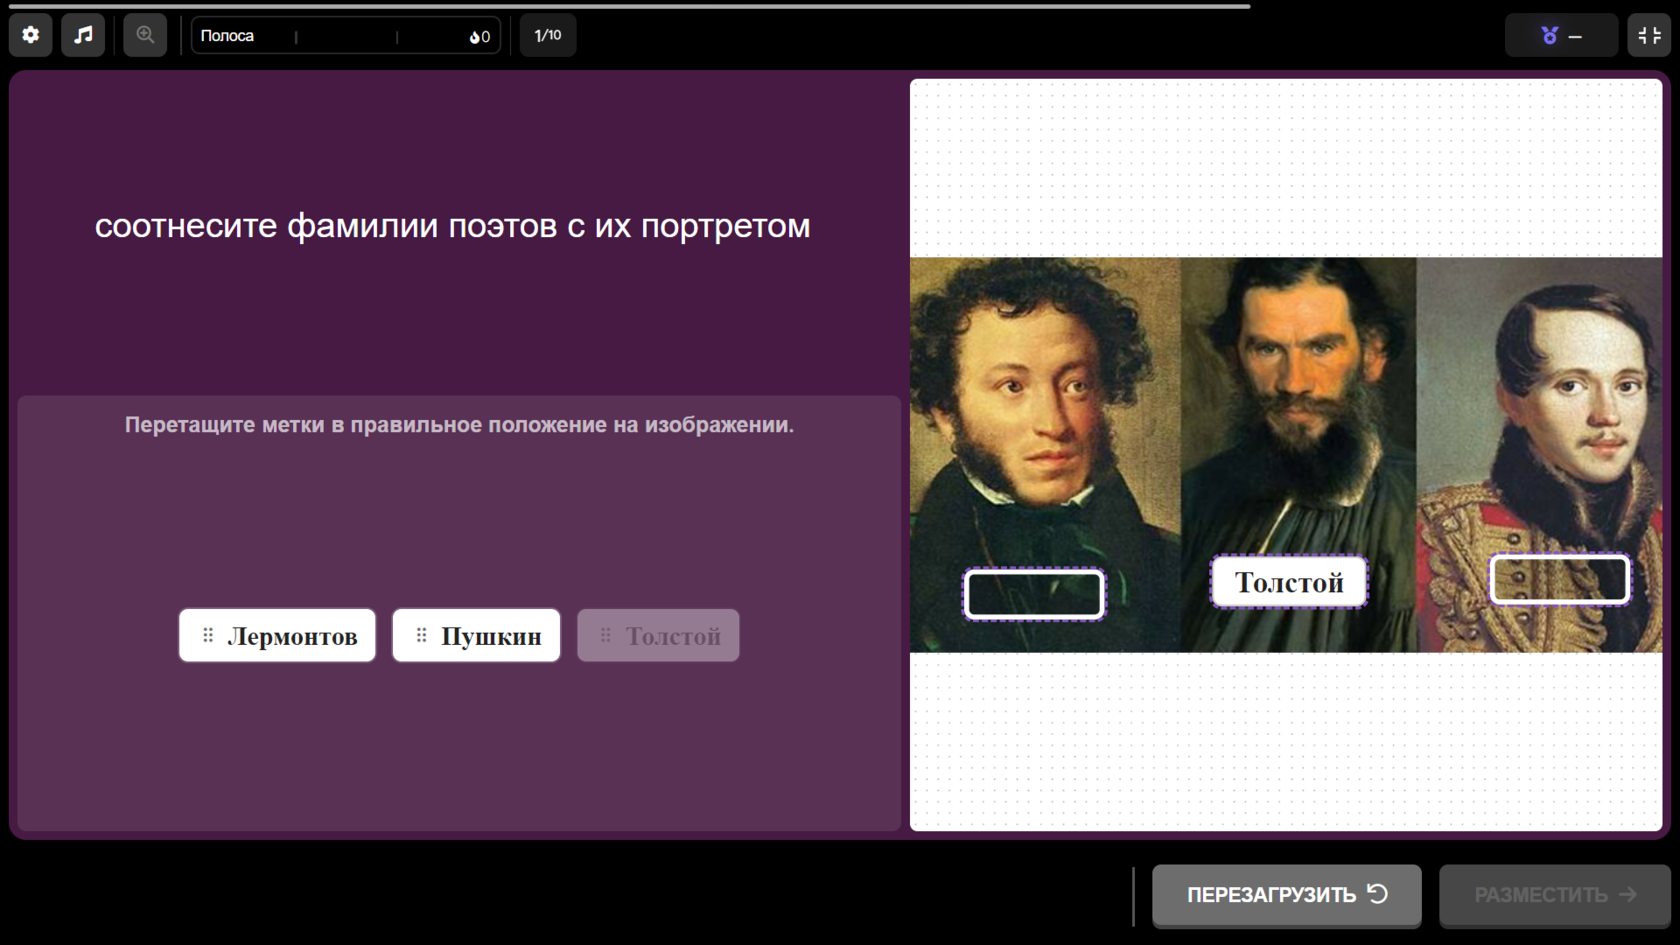 Полоса
0
1/10
–
соотнесите фамилии поэтов с их портретом
Перетащите метки в правильное положение на изображении.
Лермонтов
Пушкин
Толстой
Толстой
ПЕРЕЗАГРУЗИТЬ
РАЗМЕСТИТЬ